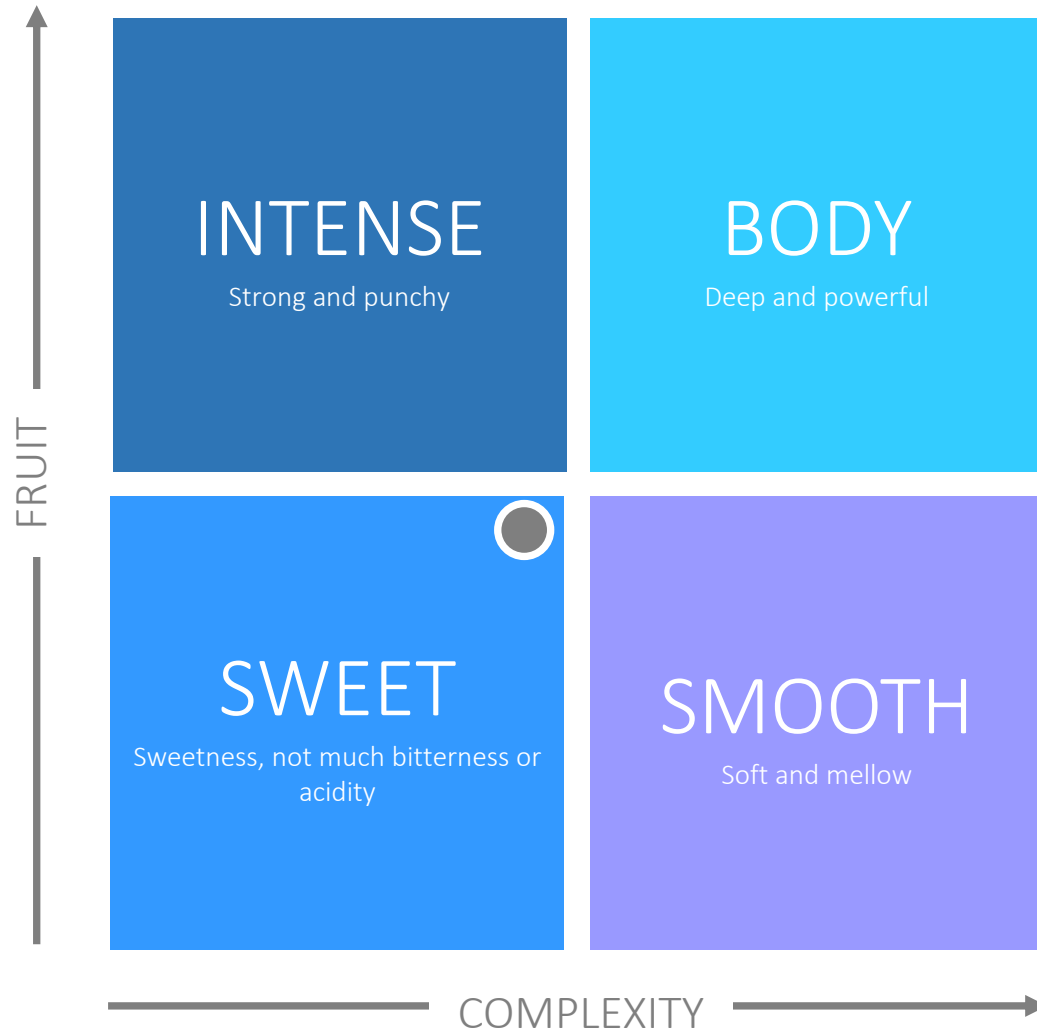 INTENSE
Strong and punchy
BODY
Deep and powerful
FRUIT
SWEET
Sweetness, not much bitterness or
acidity
SMOOTH
Soft and mellow
COMPLEXITY